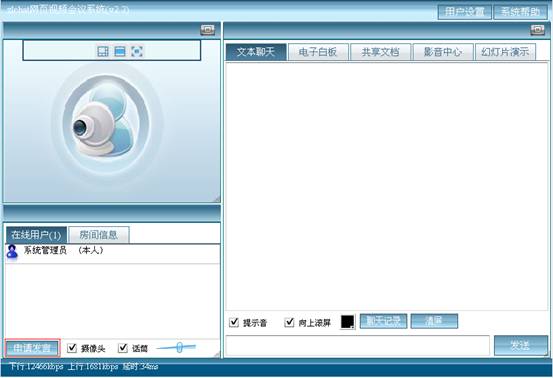 zlchat网页视频会议系统(v2.2)
用户设置 系统帮助
文本聊天 电子白板 共享文档 影音中心 幻灯片演示
在线用户(1) 房间信息
系统管理员 (本人)
提示音 向上滚屏 聊天记录 清屏
申请发言 摄像头 话筒 发送
下行:12466kbps 上行:1681kbps 延时:34ms